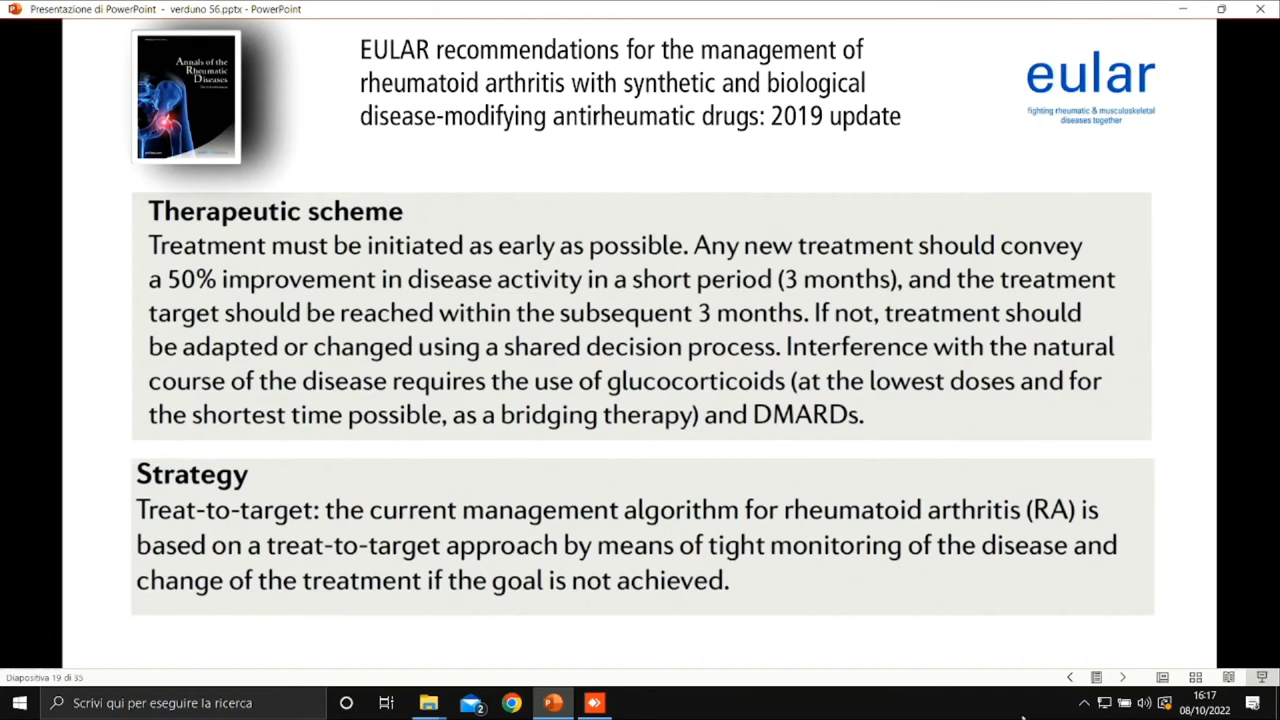 Presentazione di PowerPoint - verduno 56.pptx - PowerPoint
Annals of the
Rheumatic
Diseases
EULAR recommendations for the management of
rheumatoid arthritis with synthetic and biological
disease-modifying antirheumatic drugs: 2019 update
eular
fighting rheumatic & musculoskeletal
diseases together
Therapeutic scheme
Treatment must be initiated as early as possible. Any new treatment should convey
a 50% improvement in disease activity in a short period (3 months), and the treatment
target should be reached within the subsequent 3 months. If not, treatment should
be adapted or changed using a shared decision process. Interference with the natural
course of the disease requires the use of glucocorticoids (at the lowest doses and for
the shortest time possible, as a bridging therapy) and DMARDs.
Strategy
Treat-to-target: the current management algorithm for rheumatoid arthritis (RA) is
based on a treat-to-target approach by means of tight monitoring of the disease and
change of the treatment if the goal is not achieved.
Diapositiva 19 di 35
Scrivi qui per eseguire la ricerca
2
16:17
08/10/2022